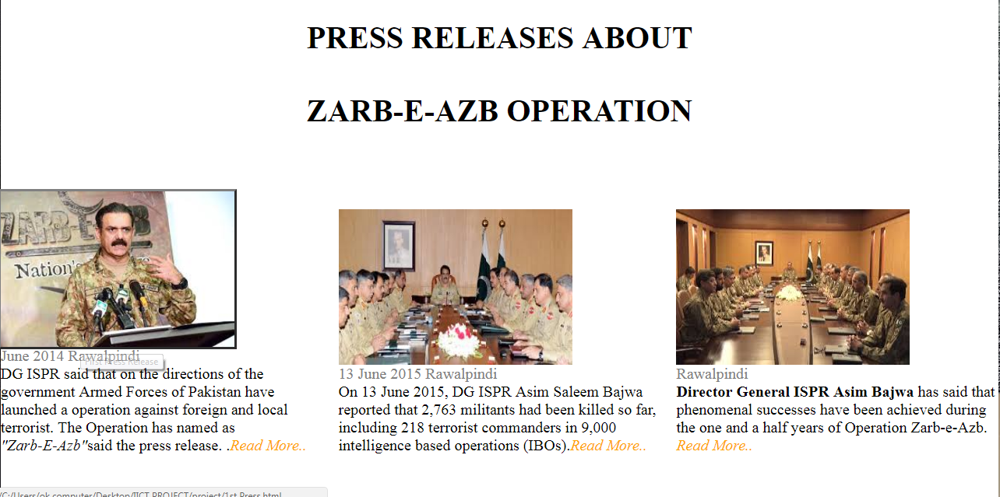 PRESS RELEASES ABOUT
ZARB-E-AZB OPERATION
ZARB-E-AZB
Nation's
June 2014 Rawalpindi
First Press Release
DG ISPR said that on the directions of the
government Armed Forces of Pakistan have
launched a operation against foreign and local
terrorist. The Operation has named as
"Zarb-E-Azb"said the press release. .Read More..
13 June 2015 Rawalpindi
On 13 June 2015, DG ISPR Asim Saleem Bajwa
reported that 2,763 militants had been killed so far,
including 218 terrorist commanders in 9,000
intelligence based operations (IBOs).Read More..
Rawalpindi
Director General ISPR Asim Bajwa has said that
phenomenal successes have been achieved during
the one and a half years of Operation Zarb-e-Azb.
Read More..
/C:/Users/ok computer/Desktop/IICT PROJECT/project/1st Press.html